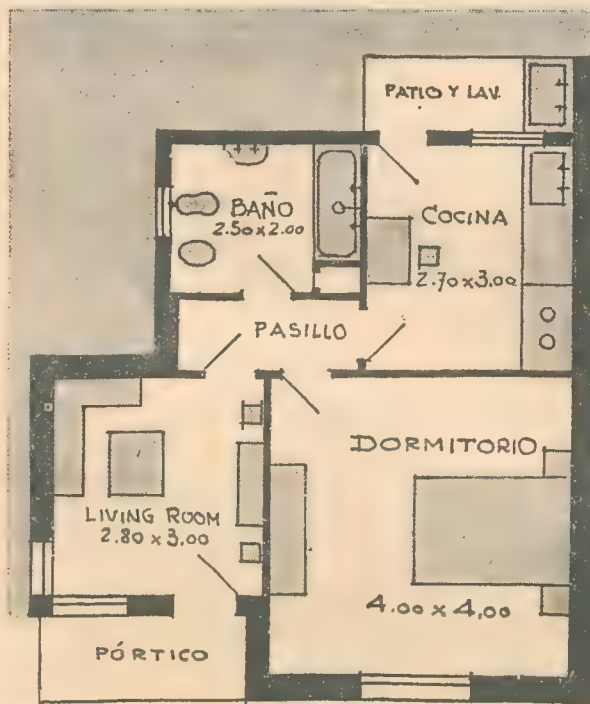 PATIO Y LAV.
BAÑO
2.50 x 2.00
COCINA
2.70 x 3.00
PASILLO
DORMITORIO
LIVING ROOM
2.80 x 3.00
4.00 x 4,00
PÓRTICO